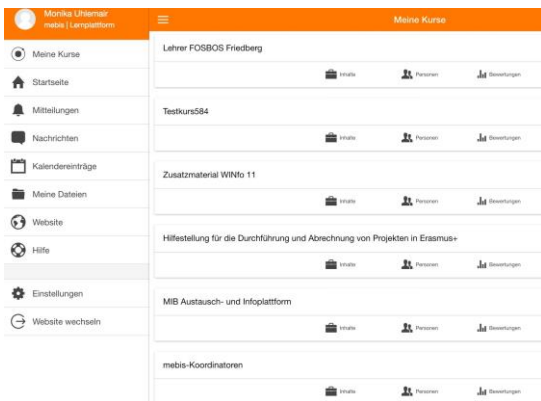 Monika Uhlemair
mebis | Lernplattform
Meine Kurse
Startseite
Mitteilungen
Nachrichten
Kalendereinträge
Meine Dateien
Website
Hilfe
Einstellungen
Website wechseln
Meine Kurse
Lehrer FOSBOS Friedberg
Inhalte Personen Bewertungen
Testkurs584
Inhalte Personen Bewertungen
Zusatzmaterial WINfo 11
Inhalte Personen Bewertungen
Hilfestellung für die Durchführung und Abrechnung von Projekten in Erasmus+
Inhalte Personen Bewertungen
MIB Austausch- und Infoplattform
Inhalte Personen Bewertungen
mebis-Koordinatoren
Inhalte Personen Bewertungen